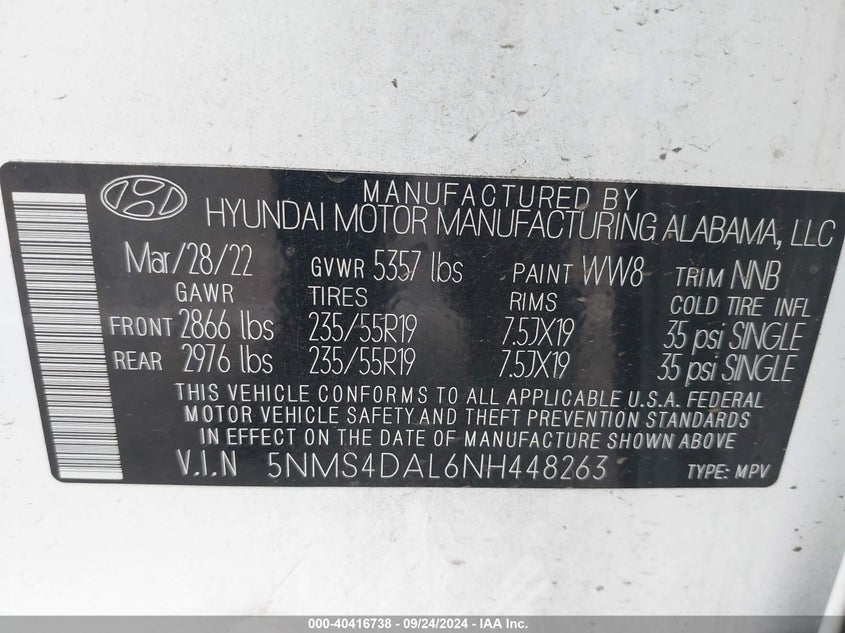 MANUFACTURED BY
HYUNDAI MOTOR MANUFACTURING ALABAMA, LLC
Mar/28/22 GVWR 5357 lbs PAINT WW8 TRIM NNB
GAWR TIRES RIMS COLD TIRE INFL
FRONT 2866 lbs 235/55R19 7.5JX19 35 psi SINGLE
REAR 2976 lbs 235/55R19 7.5JX19 35 psi SINGLE
THIS VEHICLE CONFORMS TO ALL APPLICABLE U.S.A. FEDERAL
MOTOR VEHICLE SAFETY AND THEFT PREVENTION STANDARDS
IN EFFECT ON THE DATE OF MANUFACTURE SHOWN ABOVE.
V.I.N 5NMS4DAL6NH448263 TYPE: MPV
000-40416738 - 09/24/2024 - IAA Inc.